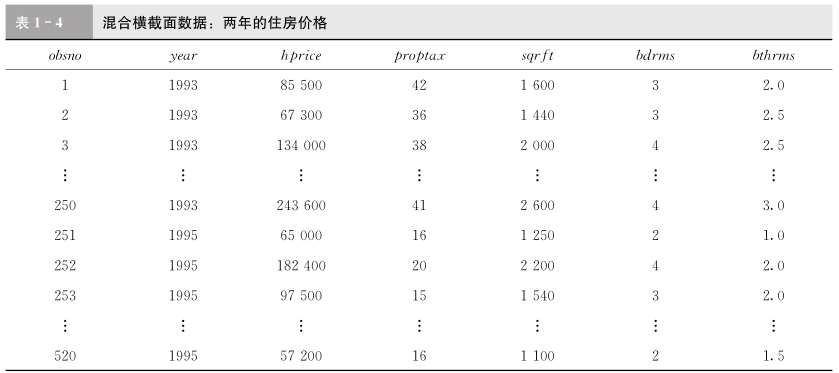 表 1-4 混合横截面数据：两年的住房价格
obsno year hprice proptax sqrft bdrms bthrms
1 1993 85 500 42 1 600 3 2.0
2 1993 67 300 36 1 440 3 2.5
3 1993 134 000 38 2 000 4 2.5
⋮ ⋮ ⋮ ⋮ ⋮ ⋮ ⋮
250 1993 243 600 41 2 600 4 3.0
251 1995 65 000 16 1 250 2 1.0
252 1995 182 400 20 2 200 4 2.0
253 1995 97 500 15 1 540 3 2.0
⋮ ⋮ ⋮ ⋮ ⋮ ⋮ ⋮
520 1995 57 200 16 1 100 2 1.5